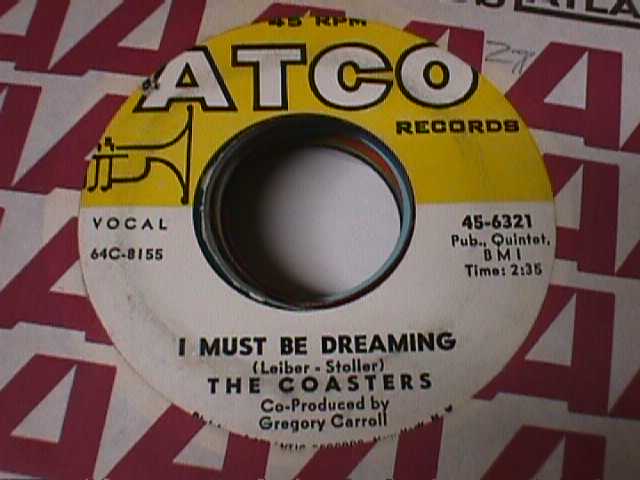 45 RPM
ATCO
RECORDS
VOCAL
64C-8155
45-6321
Pub., Quintet,
BMI
Time: 2:35
I MUST BE DREAMING
(Leiber - Stoller)
THE COASTERS
Co-Produced by
Gregory Carroll